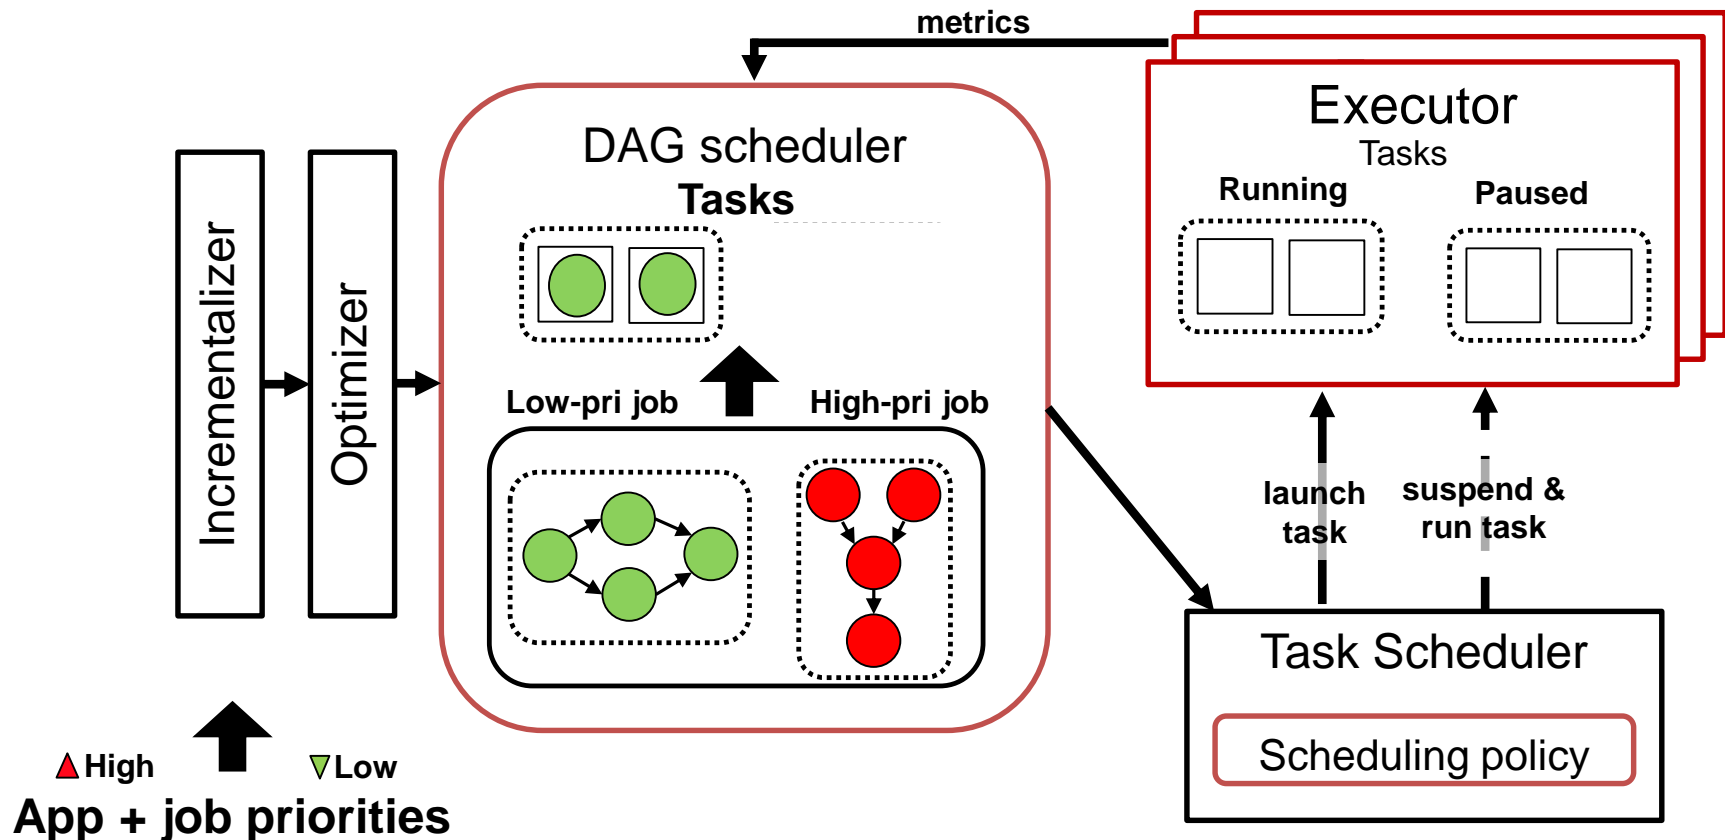 metrics
Executor
Tasks
Running
Paused
DAG scheduler
Tasks
Incrementalizer
Optimizer
Low-pri job
High-pri job
launch
task
suspend &
run task
Task Scheduler
Scheduling policy
High
Low
App + job priorities